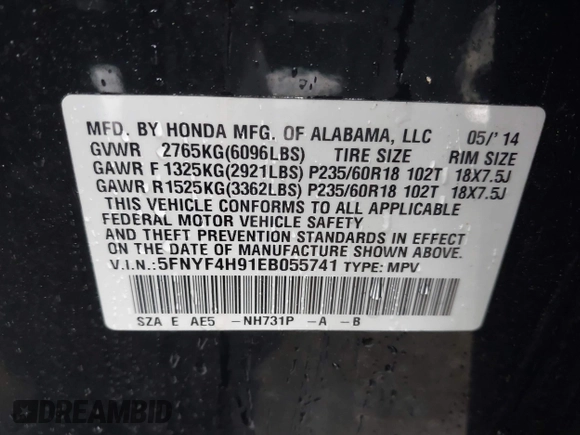 MFD. BY HONDA MFG. OF ALABAMA, LLC 05/'14
GVWR 2765KG(6096LBS) TIRE SIZE RIM SIZE
GAWR F 1325KG(2921LBS) P235/60R18 102T 18X7.5J
GAWR R1525KG(3362LBS) P235/60R18 102T 18X7.5J
THIS VEHICLE CONFORMS TO ALL APPLICABLE
FEDERAL MOTOR VEHICLE SAFETY
AND THEFT PREVENTION STANDARDS IN EFFECT
ON THE DATE OF MANUFACTURE SHOWN ABOVE.
V.I.N.: 5FNYF4H91EB055741 TYPE: MPV
SZA E AE5 -NH731P -A -B
DREAMBID